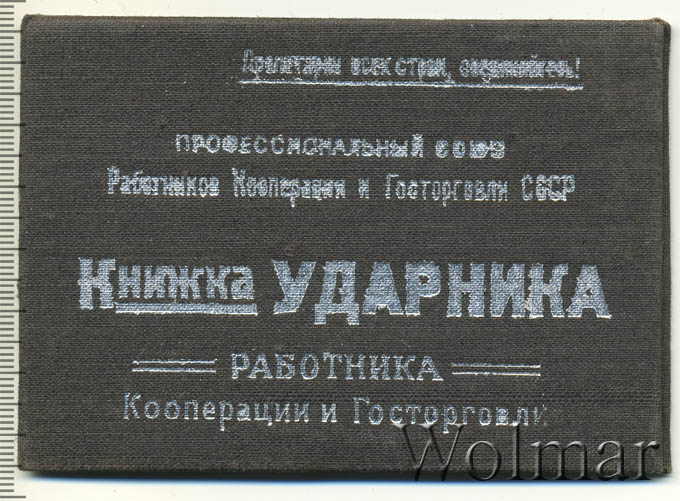 Пролетарии всех стран, соединяйтесь!
ПРОФЕССИОНАЛЬНЫЙ СОЮЗ
Работников Кооперации и Госторговли СССР
Книжка УДАРНИКА
РАБОТНИКА
Кооперации и Госторговли
Wolmar